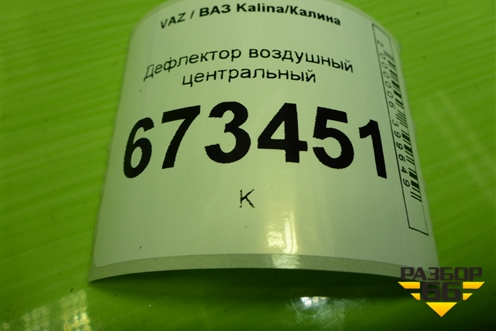 VAZ / ВАЗ Kalina/Калина
Дефлектор воздушный
центральный
673451
К
РАЗБОР
66